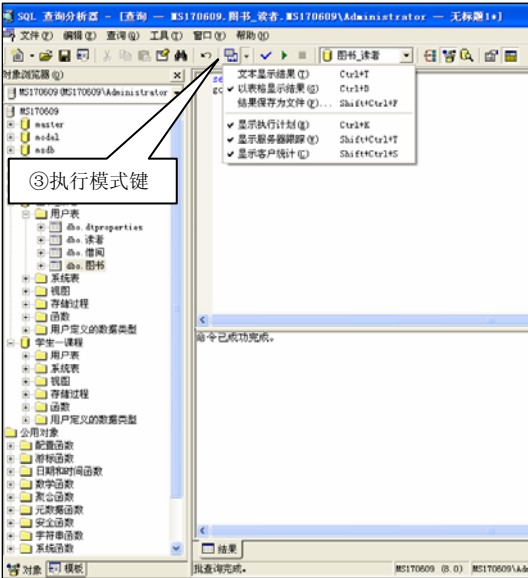 SQL 查询分析器 - [查询 — MS170609.图书_读者.MS170609\Administrator — 无标题1*]
文件(F) 编辑(E) 查询(Q) 工具(T) 窗口(W) 帮助(H)
图书_读者
对象浏览器(O)
MS170609(MS170609\Administrator
MS170609
master
model
msdb
③执行模式键
用户表
dbo.dtproperties
dbo.读者
dbo.借阅
dbo.图书
系统表
视图
存储过程
函数
用户定义的数据类型
学生—课程
用户表
系统表
视图
存储过程
函数
用户定义的数据类型
公用对象
配置函数
游标函数
日期和时间函数
数学函数
聚合函数
元数据函数
安全函数
字符串函数
系统函数
对象 模板
文本显示结果(T) Ctrl+T
以表格显示结果(G) Ctrl+D
结果保存为文件(F)... Shift+Ctrl+F
显示执行计划(K) Ctrl+K
显示服务器跟踪(V) Shift+Ctrl+T
显示客户统计(C) Shift+Ctrl+S
命令已成功完成。
结果
批查询完成。 MS170609 (8.0) MS170609\Ad